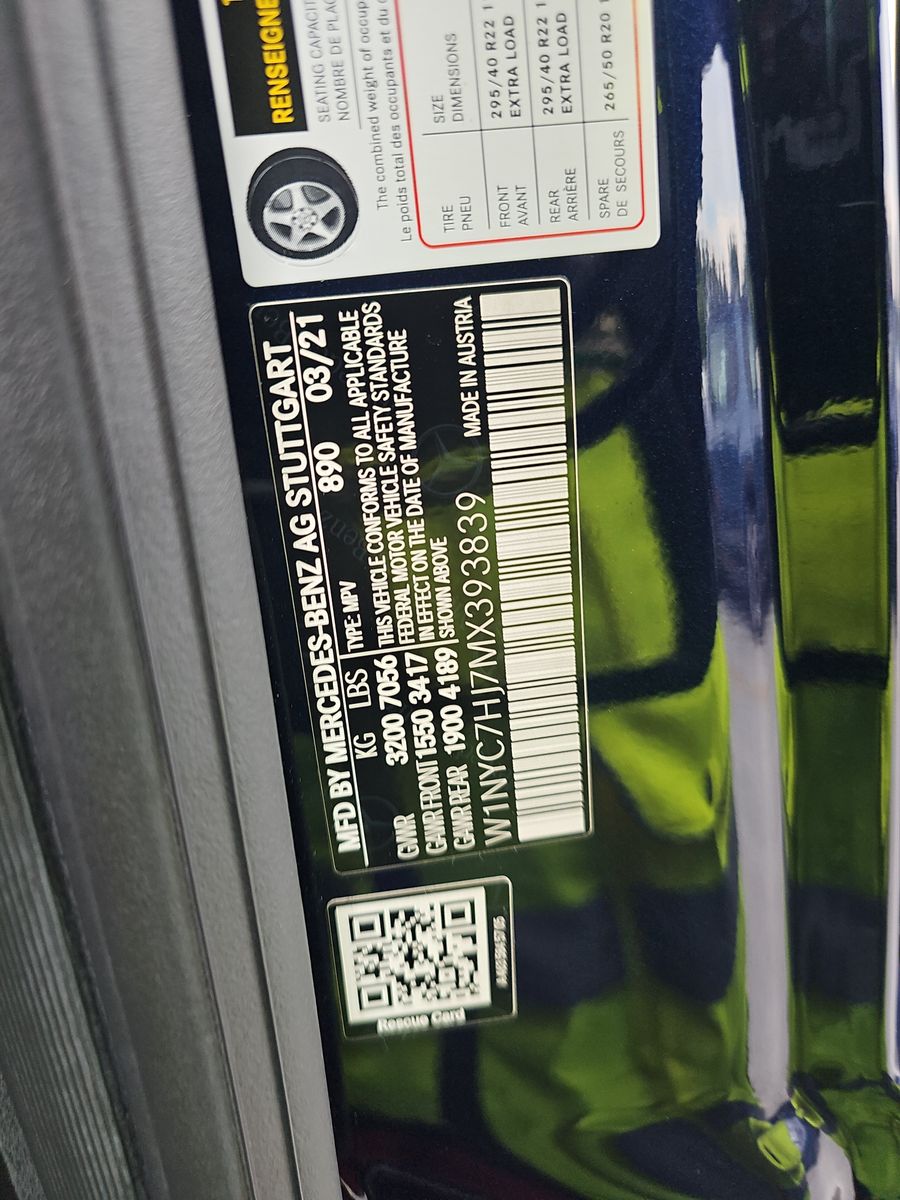 MFD BY MERCEDES-BENZ AG STUTTGART
KG LBS 890 03/21
TYPE: MPV
GVWR 3200 7056
GAWR FRONT 1550 3417
GAWR REAR 1900 4189
THIS VEHICLE CONFORMS TO ALL APPLICABLE
FEDERAL MOTOR VEHICLE SAFETY STANDARDS
IN EFFECT ON THE DATE OF MANUFACTURE
SHOWN ABOVE
MADE IN AUSTRIA
W1NYC7HJ7MX393839
Rescue Card
RENSEIGNE
SEATING CAPACIT
NOMBRE DE PLAC
The combined weight of occup
Le poids total des occupants et du c
TIRE SIZE
PNEU DIMENSIONS
FRONT 295/40 R22 1
AVANT EXTRA LOAD
REAR 295/40 R22 1
ARRIÈRE EXTRA LOAD
SPARE 265/50 R20 1
DE SECOURS